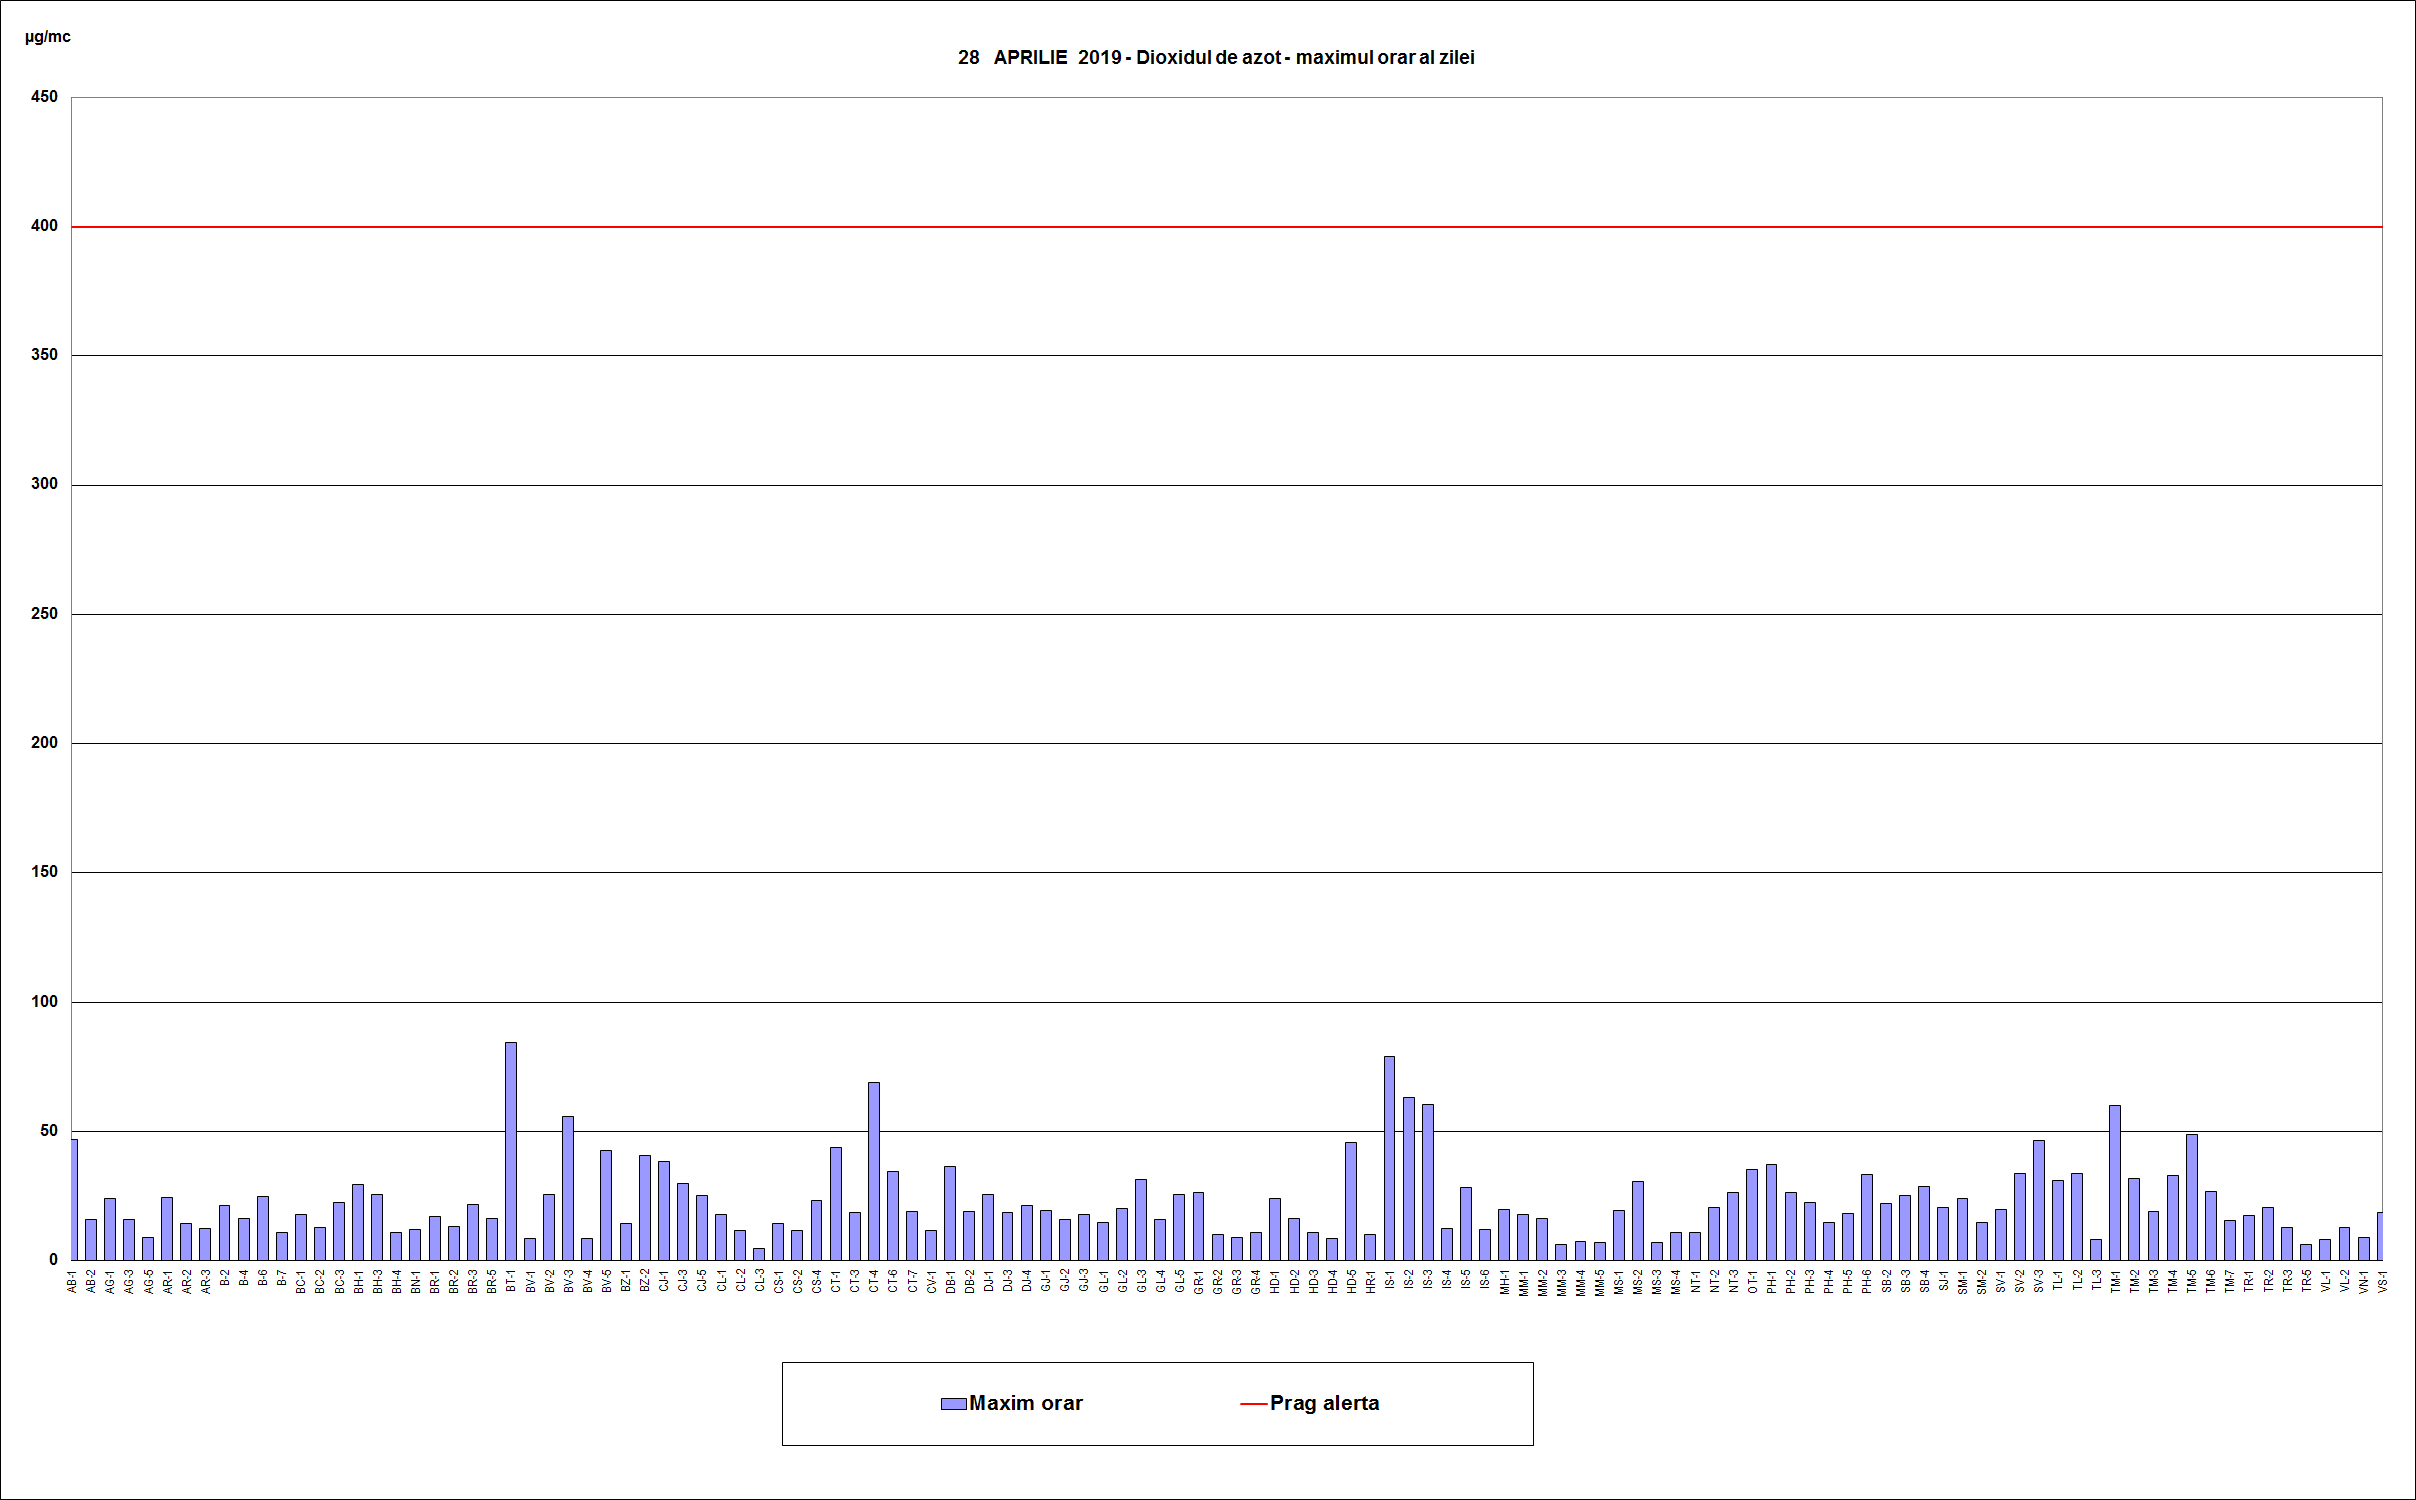 µg/mc
28 APRILIE 2019 - Dioxidul de azot - maximul orar al zilei
450
400
350
300
250
200
150
100
50
0
AB-1 AB-2 AG-1 AG-3 AG-5 AR-1 AR-2 AR-3 B-2 B-4 B-6 B-7 BC-1 BC-2 BC-3 BH-1 BH-3 BH-4 BN-1 BR-1 BR-2 BR-3 BR-5 BT-1 BV-1 BV-2 BV-3 BV-4 BV-5 BZ-1 BZ-2 CJ-1 CJ-3 CJ-5 CL-1 CL-2 CL-3 CS-1 CS-2 CS-4 CT-1 CT-3 CT-4 CT-6 CT-7 CV-1 DB-1 DB-2 DJ-1 DJ-3 DJ-4 GJ-1 GJ-2 GJ-3 GL-1 GL-2 GL-3 GL-4 GL-5 GR-1 GR-2 GR-3 GR-4 HD-1 HD-2 HD-3 HD-4 HD-5 HR-1 IS-1 IS-2 IS-3 IS-4 IS-5 IS-6 MH-1 MM-1 MM-2 MM-3 MM-4 MM-5 MS-1 MS-2 MS-3 MS-4 NT-1 NT-2 NT-3 OT-1 PH-1 PH-2 PH-3 PH-4 PH-5 PH-6 SB-2 SB-3 SB-4 SJ-1 SM-1 SM-2 SV-1 SV-2 SV-3 TL-1 TL-2 TL-3 TM-1 TM-2 TM-3 TM-4 TM-5 TM-6 TM-7 TR-1 TR-2 TR-3 TR-5 VL-1 VL-2 VN-1 VS-1
Maxim orar Prag alerta